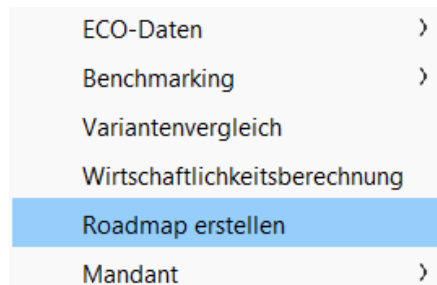 ECO-Daten
Benchmarking
Variantenvergleich
Wirtschaftlichkeitsberechnung
Roadmap erstellen
Mandant